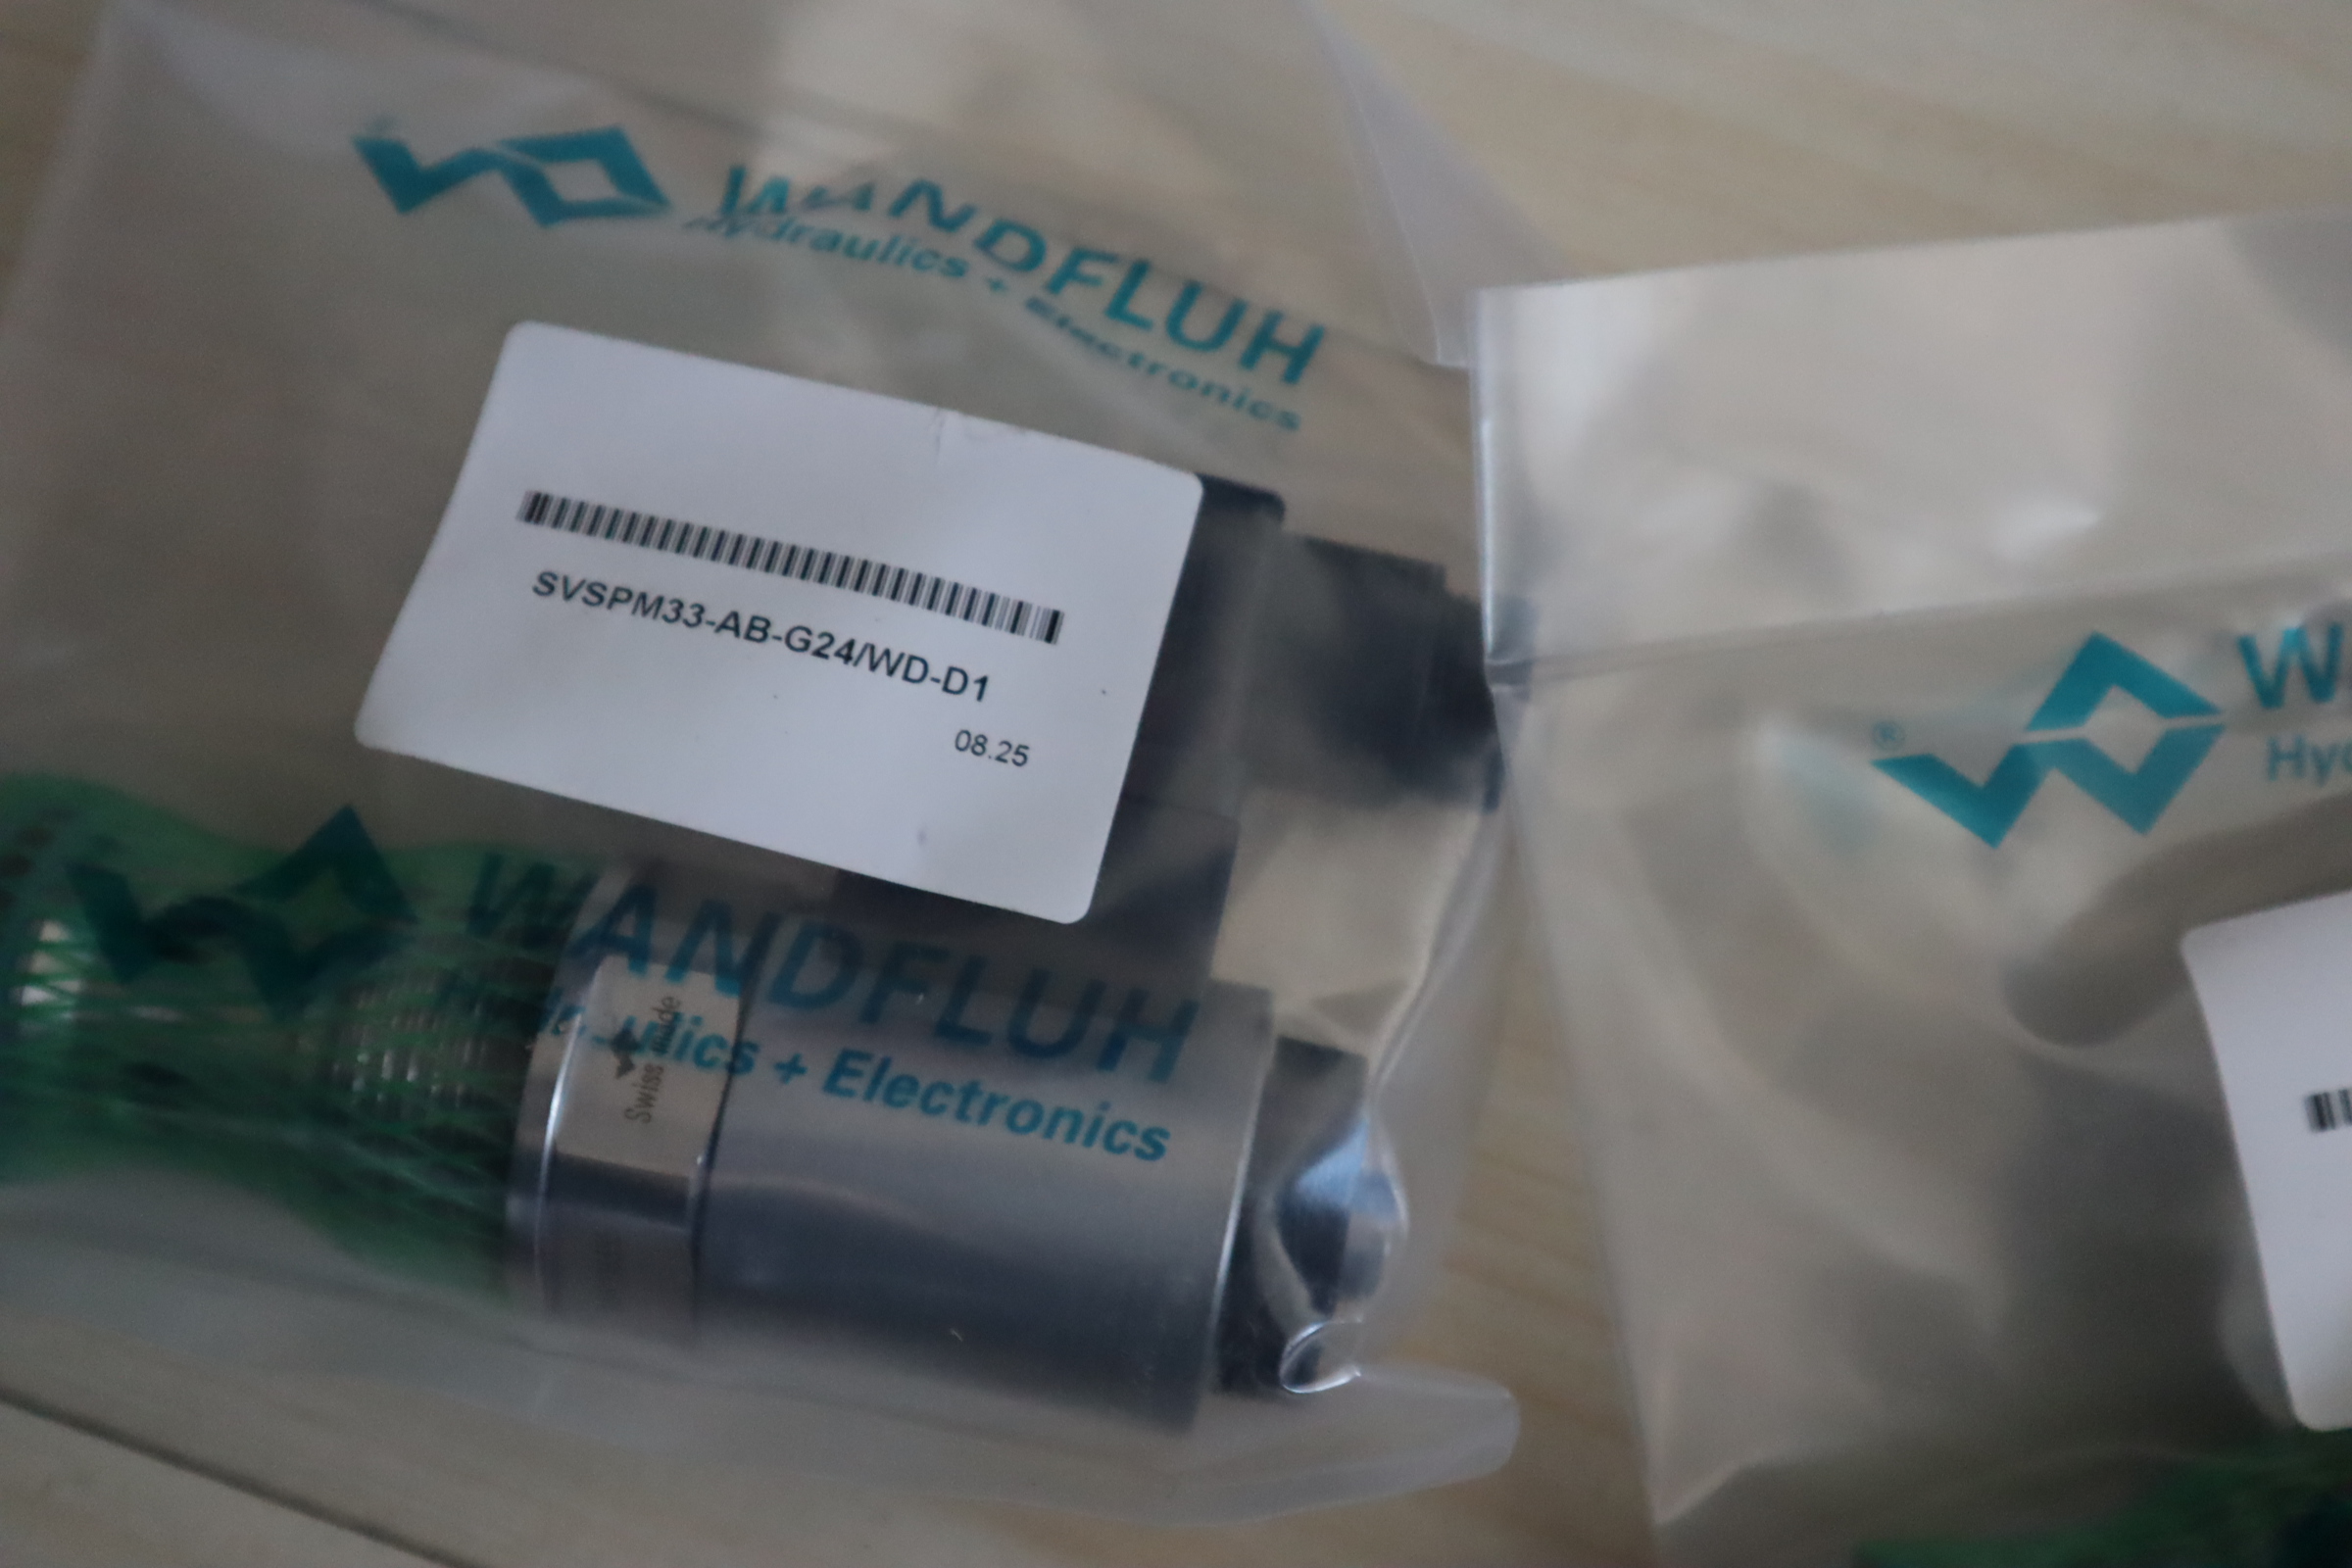 WANDFLUH
Hydraulics + Electronics
SVSPM33-AB-G24/WD-D1
08.25
WANDFLUH
Hydraulics + Electronics
Swiss made
®